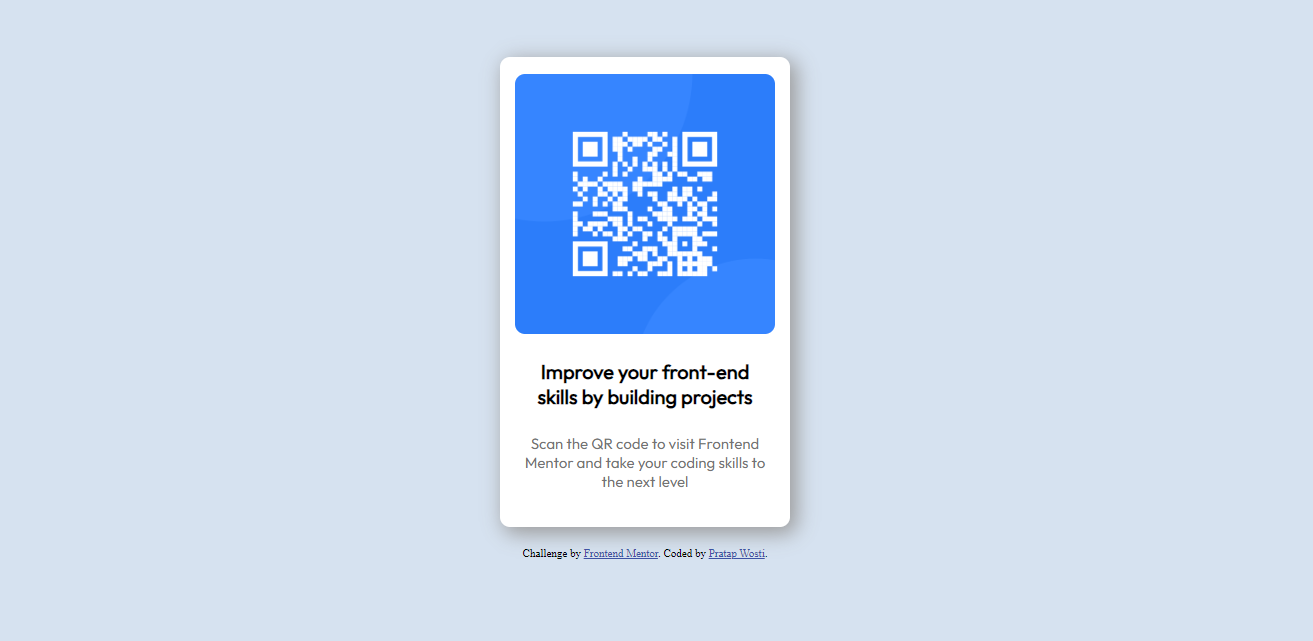 Improve your front-end
skills by building projects
Scan the QR code to visit Frontend
Mentor and take your coding skills to
the next level
Challenge by Frontend Mentor. Coded by Pratap Wosti.